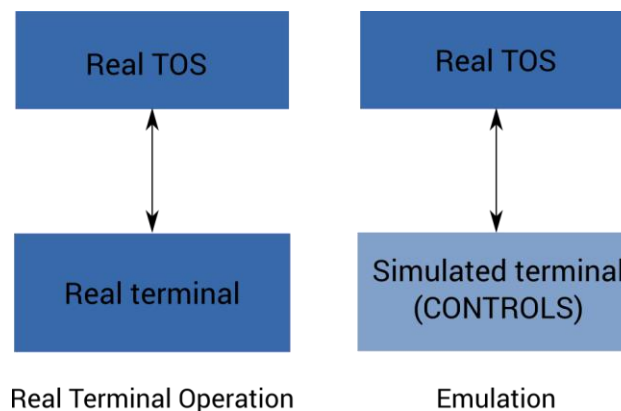 Real TOS
Real terminal
Real Terminal Operation
Real TOS
Simulated terminal
(CONTROLS)
Emulation